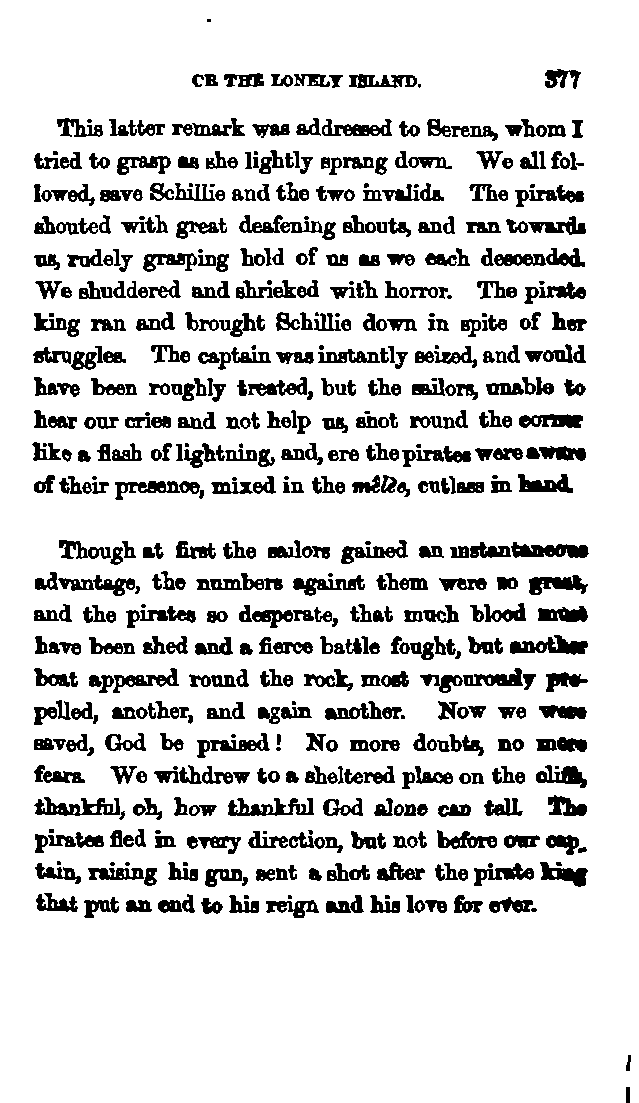 OR THE LONELY ISLAND. 377
This latter remark was addressed to Serena, whom I
tried to grasp as she lightly sprang down. We all fol-
lowed, save Schillie and the two invalids. The pirates
shouted with great deafening shouts, and ran towards
us, rudely grasping hold of us as we each descended.
We shuddered and shrieked with horror. The pirate
king ran and brought Schillie down in spite of her
struggles. The captain was instantly seized, and would
have been roughly treated, but the sailors, unable to
hear our cries and not help us, shot round the corner
like a flash of lightning, and, ere the pirates were aware
of their presence, mixed in the mêlée, cutlass in hand.
Though at first the sailors gained an instantaneous
advantage, the numbers against them were so great,
and the pirates so desperate, that much blood must
have been shed and a fierce battle fought, but another
boat appeared round the rock, most vigorously pro-
pelled, another, and again another. Now we were
saved, God be praised! No more doubts, no more
fears. We withdrew to a sheltered place on the cliffs,
thankful, oh, how thankful God alone can tell. The
pirates fled in every direction, but not before our cap-
tain, raising his gun, sent a shot after the pirate king
that put an end to his reign and his love for ever.